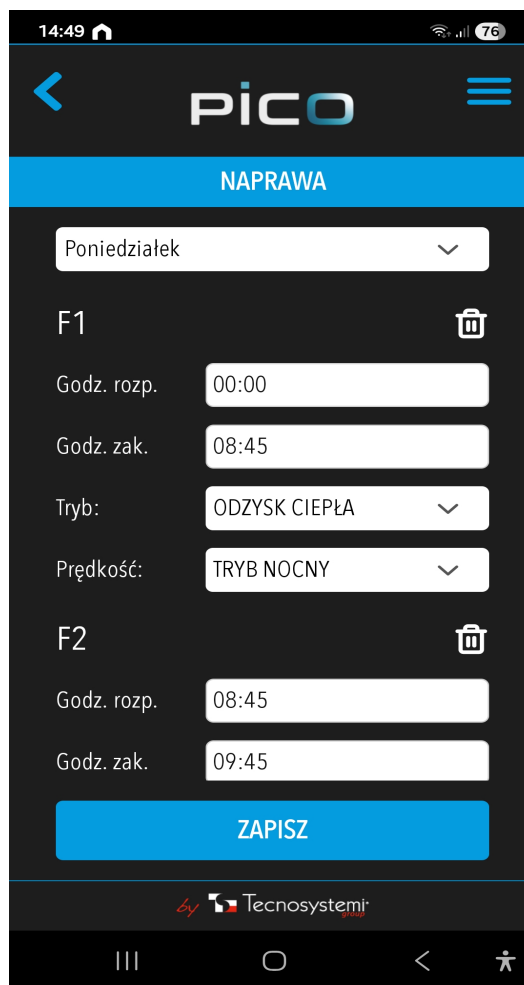 14:49
76
pico
NAPRAWA
Poniedziałek
F1
Godz. rozp.
00:00
Godz. zak.
08:45
Tryb:
ODZYSK CIEPŁA
Prędkość:
TRYB NOCNY
F2
Godz. rozp.
08:45
Godz. zak.
09:45
ZAPISZ
by Tecnosystemi group